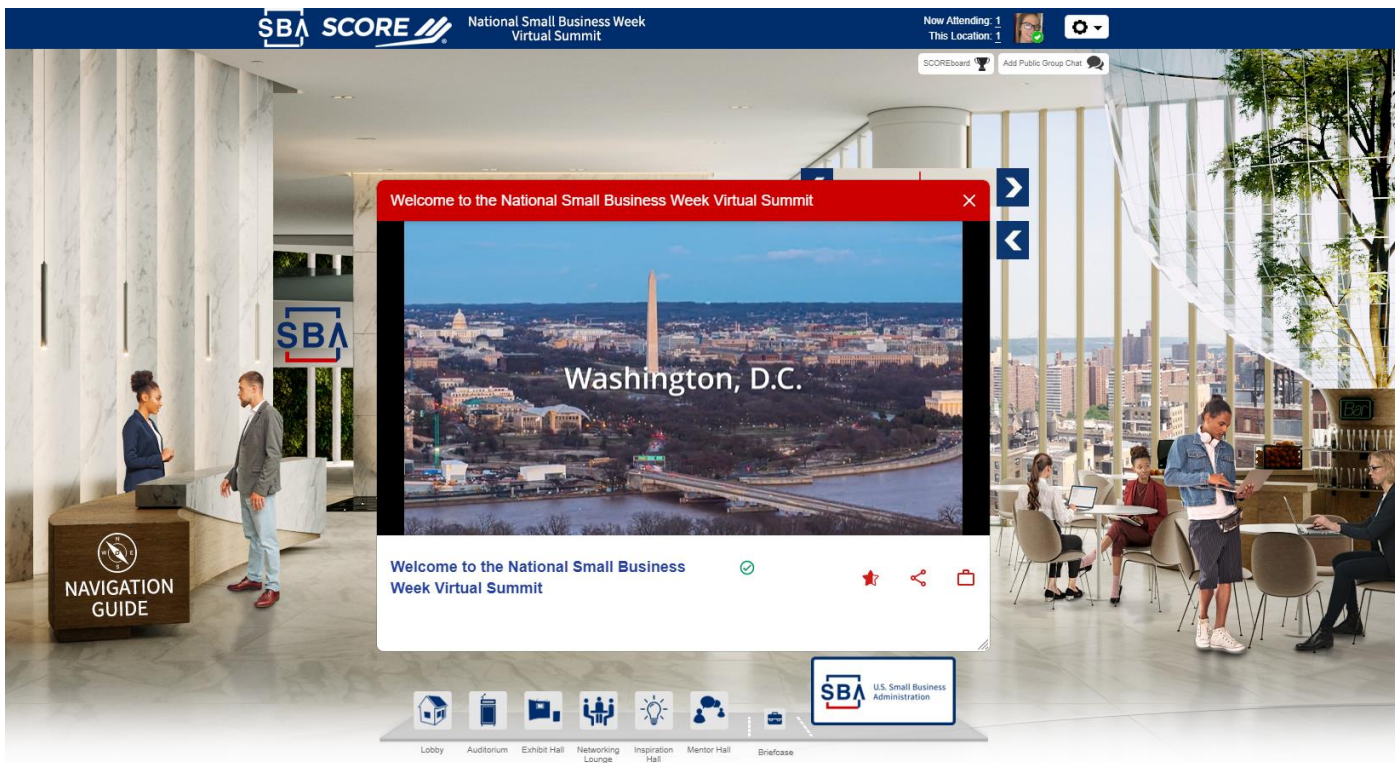 SBA SCORE
National Small Business Week
Virtual Summit
Now Attending: 1
This Location: 1
SCOREboard
Add Public Group Chat
Welcome to the National Small Business Week Virtual Summit
Washington, D.C.
SBA
Bar
N
W E
S
NAVIGATION
GUIDE
Welcome to the National Small Business
Week Virtual Summit
SBA
U.S. Small Business
Administration
Lobby
Auditorium
Exhibit Hall
Networking
Lounge
Inspiration
Hall
Mentor Hall
Briefcase